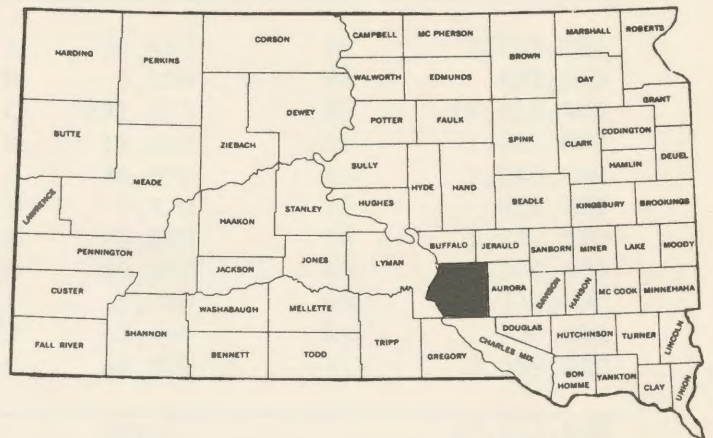 HARDING
PERKINS
CORSON
CAMPBELL
MC PHERSON
BROWN
MARSHALL
ROBERTS
WALWORTH
EDMUNDS
DAY
GRANT
BUTTE
MEADE
ZIEBACH
DEWEY
POTTER
FAULK
SPINK
CLARK
CODINGTON
HAMLIN
DEUEL
LAWRENCE
SULLY
HYDE
HAND
HAAKON
STANLEY
HUGHES
BEADLE
KINGSBURY
BROOKINGS
PENNINGTON
JACKSON
JONES
LYMAN
BUFFALO
JERAULD
SANBORN
MINER
LAKE
MOODY
CUSTER
WASHABAUGH
MELLETTE
AURORA
DAVISON
HANSON
MC COOK
MINNEHAHA
FALL RIVER
SHANNON
BENNETT
TODD
TRIPP
GREGORY
CHARLES MIX
DOUGLAS
HUTCHINSON
TURNER
LINCOLN
BON
HOMME
YANKTON
CLAY
UNION